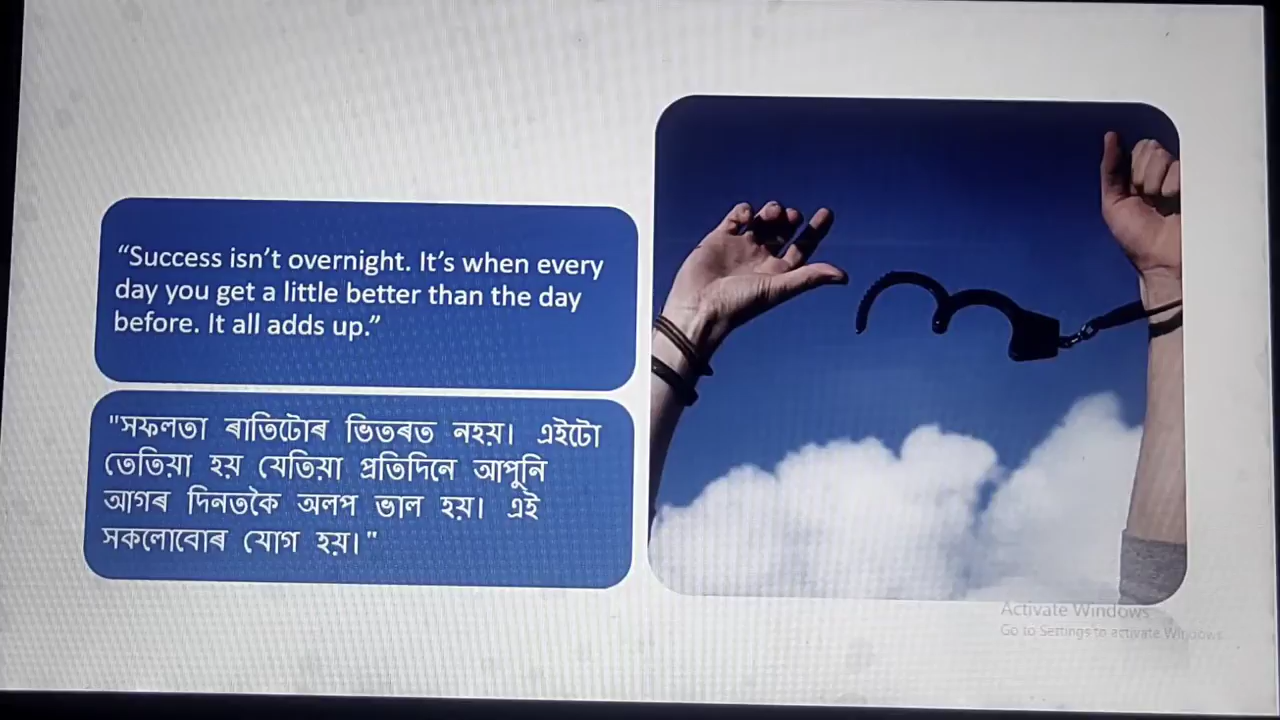 “Success isn’t overnight. It’s when every
day you get a little better than the day
before. It all adds up.”
"সফলতা ৰাতিটোৰ ভিতৰত নহয়। এইটো
তেতিয়া হয় যেতিয়া প্ৰতিদিনে আপুনি
আগৰ দিনতকৈ অলপ ভাল হয়। এই
সকলোবোৰ যোগ হয়।"
Activate Windows
Go to Settings to activate Windows.